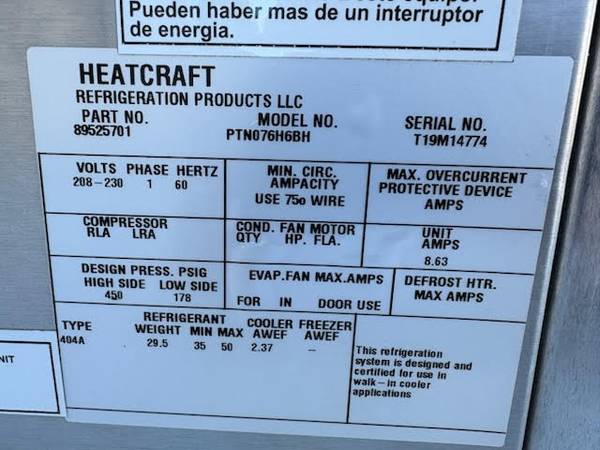 Pueden haber mas de un interruptor
de energia.
HEATCRAFT
REFRIGERATION PRODUCTS LLC
PART NO. MODEL NO. SERIAL NO.
89525701 PTN076H6BH T19M14774
VOLTS PHASE HERTZ
208-230 1 60
MIN. CIRC.
AMPACITY
USE 75o WIRE
MAX. OVERCURRENT
PROTECTIVE DEVICE
AMPS
COMPRESSOR
RLA LRA
COND. FAN MOTOR
QTY HP. FLA.
UNIT
AMPS
8.63
DESIGN PRESS. PSIG
HIGH SIDE LOW SIDE
450 178
EVAP.FAN MAX.AMPS
FOR IN DOOR USE
DEFROST HTR.
MAX AMPS
REFRIGERANT COOLER FREEZER
TYPE WEIGHT MIN MAX AWEF AWEF
404A 29.5 35 50 2.37 —
This refrigeration
system is designed and
certified for use in
walk-in cooler
applications
NIT